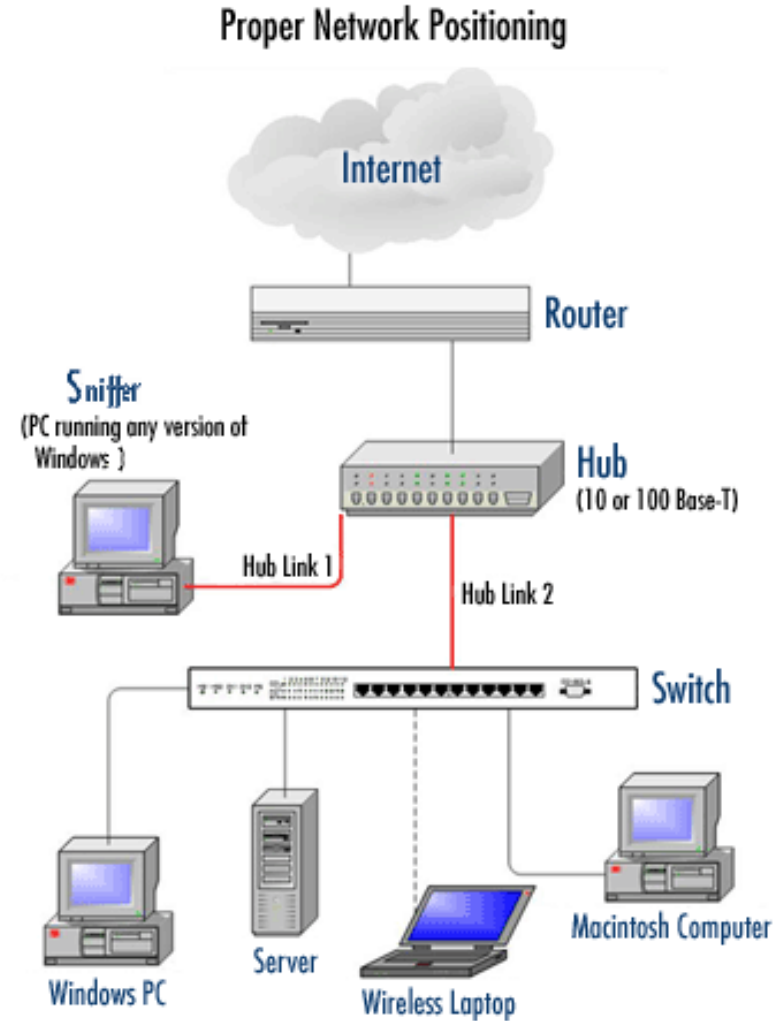 Proper Network Positioning
Internet
Router
Sniffer
(PC running any version of
Windows )
Hub
(10 or 100 Base-T)
Hub Link 1
Hub Link 2
Switch
Windows PC
Server
Wireless Laptop
Macintosh Computer